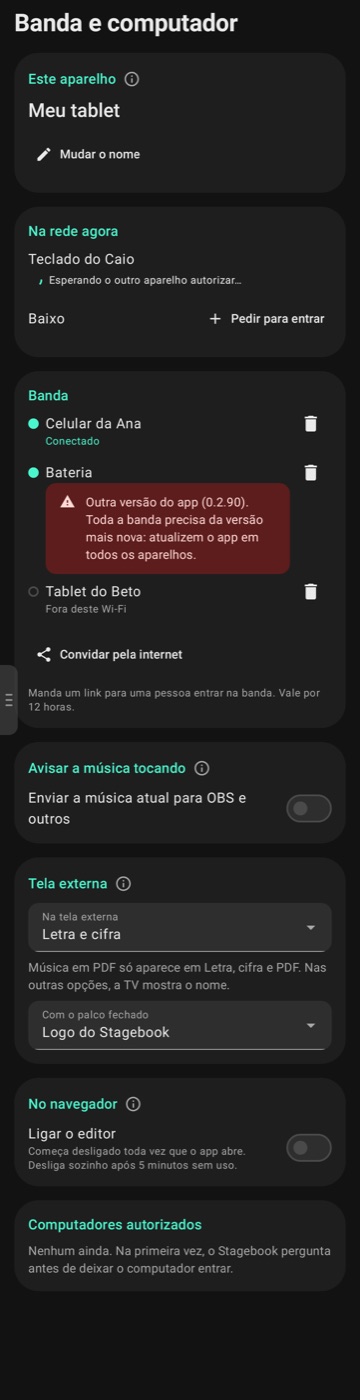 Banda e computador
Este aparelho
Meu tablet
Mudar o nome
Na rede agora
Teclado do Caio
Esperando o outro aparelho autorizar…
Baixo
Pedir para entrar
Banda
Celular da Ana
Conectado
Bateria
Outra versão do app (0.2.90).
Toda a banda precisa da versão
mais nova: atualizem o app em
todos os aparelhos.
Tablet do Beto
Fora deste Wi-Fi
Convidar pela internet
Manda um link para uma pessoa entrar na banda. Vale por
12 horas.
Avisar a música tocando
Enviar a música atual para OBS e
outros
Tela externa
Na tela externa
Letra e cifra
Música em PDF só aparece em Letra, cifra e PDF. Nas
outras opções, a TV mostra o nome.
Com o palco fechado
Logo do Stagebook
No navegador
Ligar o editor
Começa desligado toda vez que o app abre.
Desliga sozinho após 5 minutos sem uso.
Computadores autorizados
Nenhum ainda. Na primeira vez, o Stagebook pergunta
antes de deixar o computador entrar.